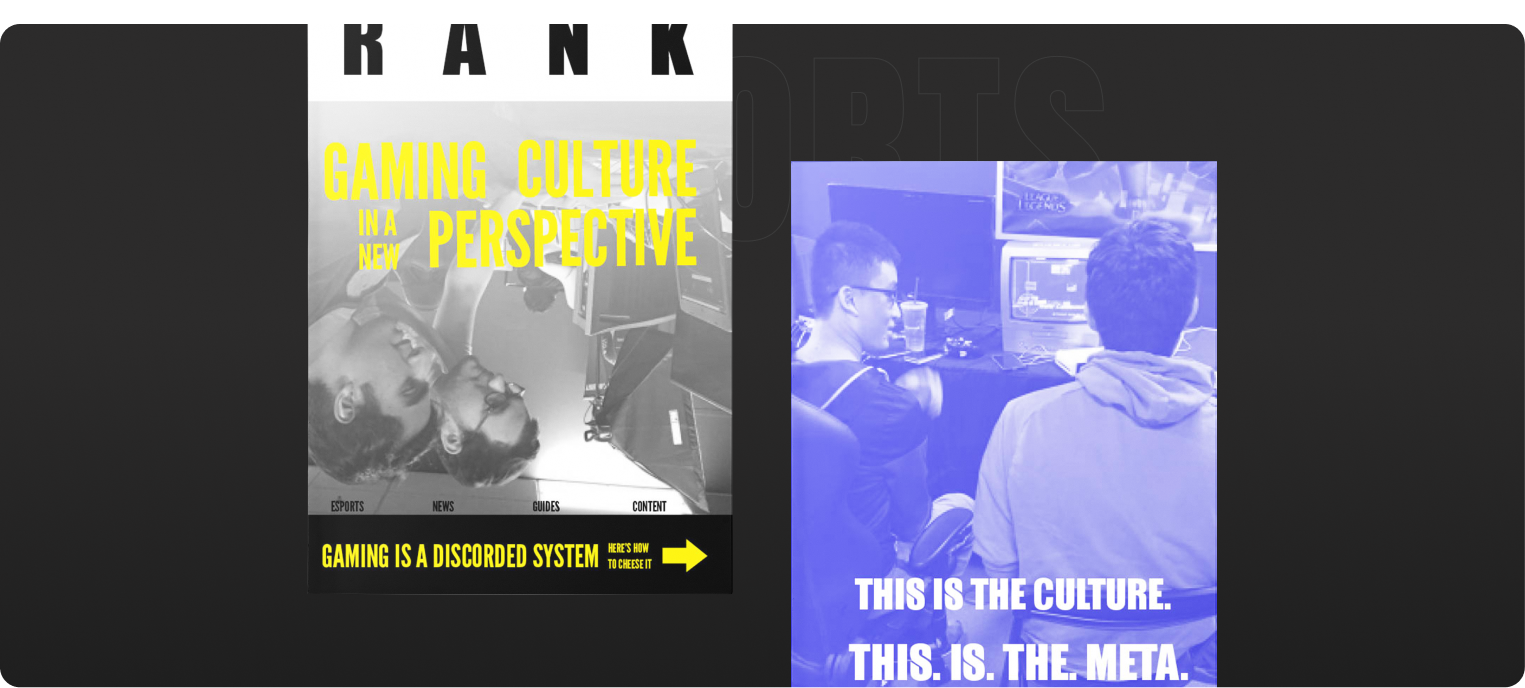 RANK
GAMING CULTURE
IN A
NEW
PERSPECTIVE
ESPORTS NEWS GUIDES CONTENT
GAMING IS A DISCORDED SYSTEM
HERE'S HOW
TO CHEESE IT
ORTS
LEAGUE
LEGENDS
THIS IS THE CULTURE.
THIS. IS. THE. META.